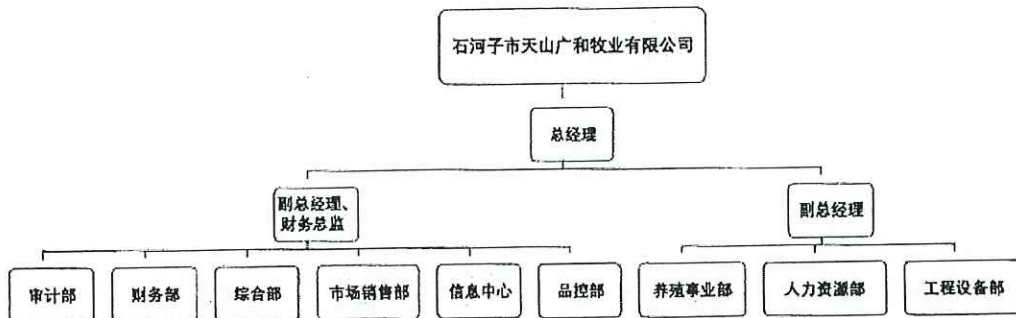 石河子市天山广和牧业有限公司
总经理
副总经理、
财务总监
副总经理
审计部
财务部
综合部
市场销售部
信息中心
品控部
养殖事业部
人力资源部
工程设备部